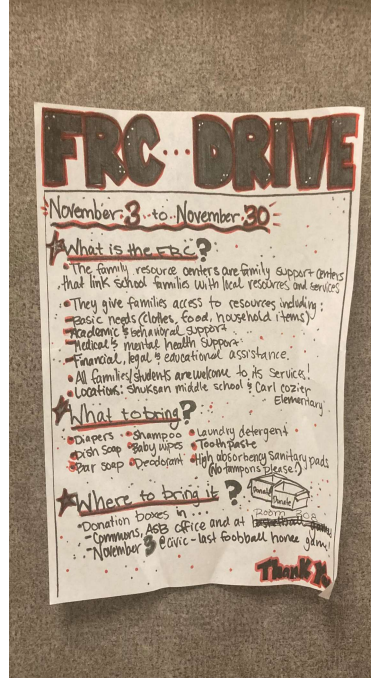 FRC...DRIVE
November 3 to November 30
What is the FRC?
• The family resource centers are family support centers
that link school families with local resources and services
• They give families access to resources including:
- Basic needs (clothes, food, household items)
- Academic & behavioral support
- Medical & mental health support
- Financial, legal & educational assistance.
• All families/students are welcome to its services!
• Locations: Shuksan middle school & Carl Cozier
Elementary
What to bring?
• Diapers • Shampoo • Laundry detergent
• Dish Soap • Baby wipes • Toothpaste
• Bar soap • Deodorant • High absorbency sanitary pads
(No tampons please!)
Where to bring it?
Donate
Donate
• Donation boxes in
Room
- Commons, ASB office and at basketball games
- November 3 @civic - last foobball home game!
Thank